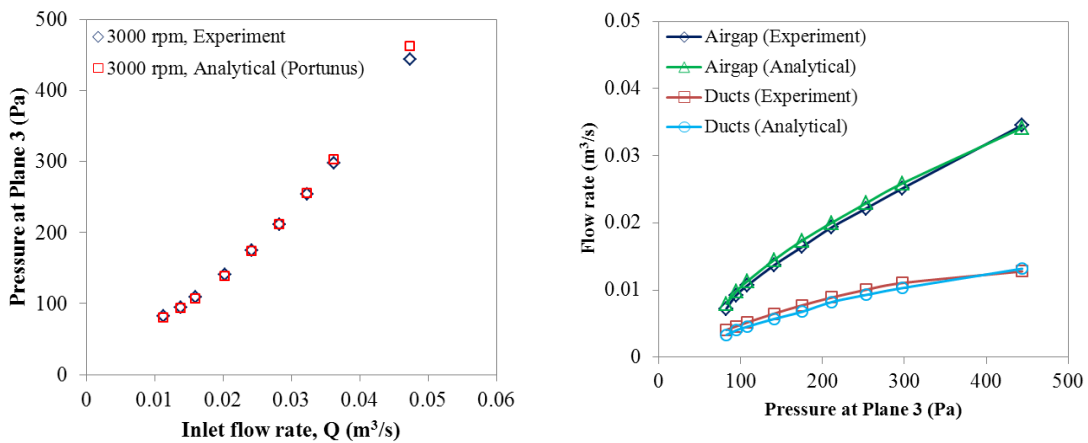 500
400
300
200
100
0
Pressure at Plane 3 (Pa)
3000 rpm, Experiment
3000 rpm, Analytical (Portunus)
0 0.01 0.02 0.03 0.04 0.05 0.06
Inlet flow rate, Q (m³/s)
0.05
0.04
0.03
0.02
0.01
0
Flow rate (m³/s)
Airgap (Experiment)
Airgap (Analytical)
Ducts (Experiment)
Ducts (Analytical)
0 100 200 300 400 500
Pressure at Plane 3 (Pa)